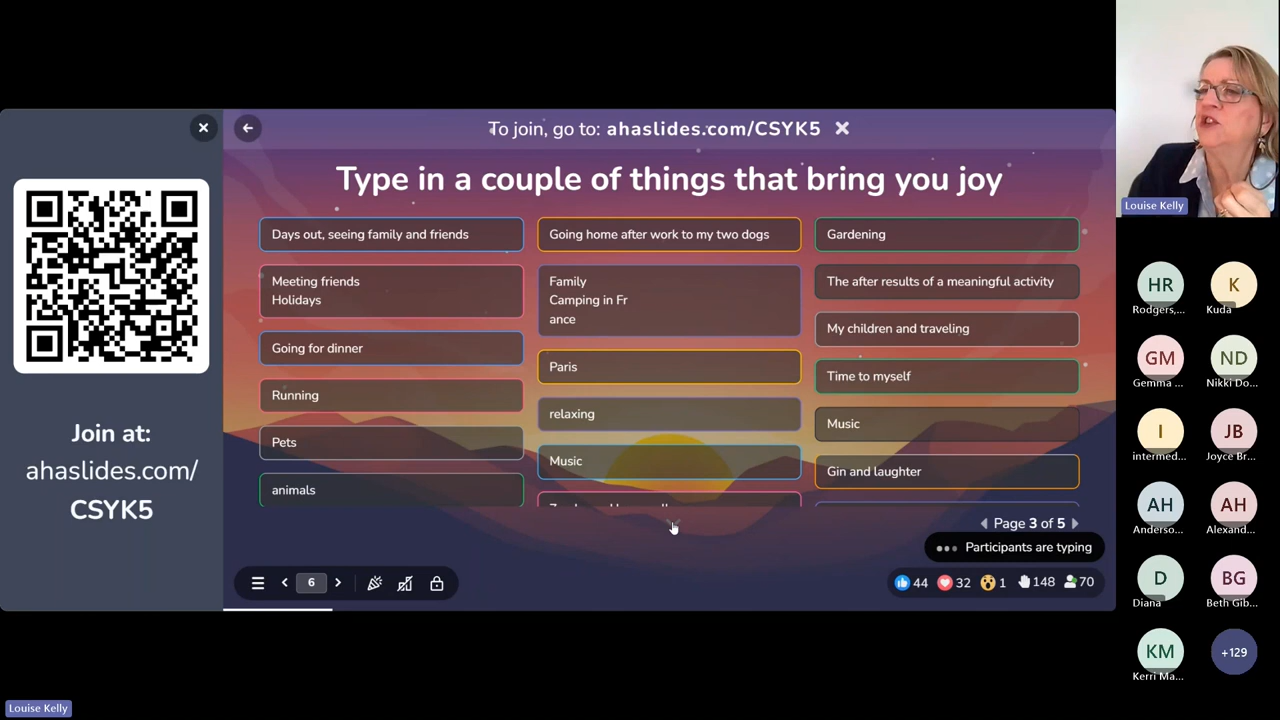 To join, go to: ahaslides.com/CSYK5
Type in a couple of things that bring you joy
Days out, seeing family and friends
Meeting friends
Holidays
Going for dinner
Running
Pets
animals
Going home after work to my two dogs
Family
Camping in Fr
ance
Paris
relaxing
Music
Gardening
The after results of a meaningful activity
My children and traveling
Time to myself
Music
Gin and laughter
Join at:
ahaslides.com/
CSYK5
Page 3 of 5
Participants are typing
6
44
32
1
148
70
Louise Kelly
HR
Rodgers,...
K
Kuda
GM
Gemma ...
ND
Nikki Do...
I
intermed...
JB
Joyce Br...
AH
Anderso...
AH
Alexand...
D
Diana
BG
Beth Gib...
KM
Kerri Ma...
+129
Louise Kelly